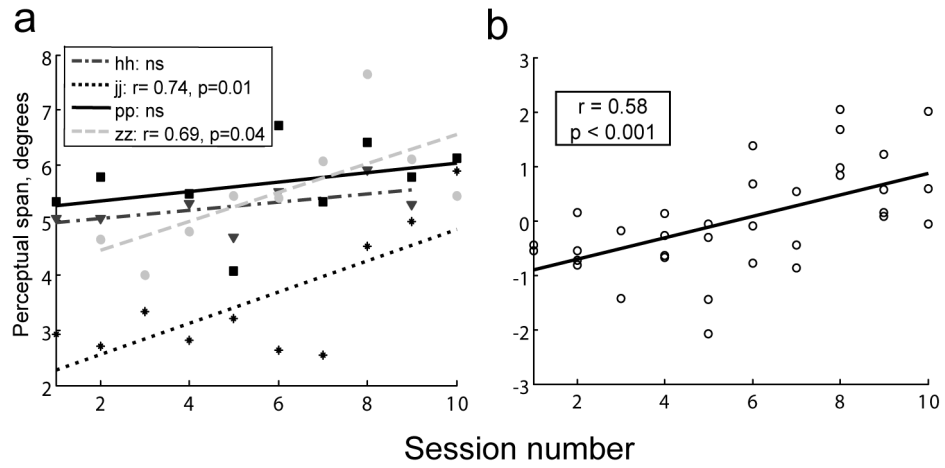 a
b
hh: ns
jj: r= 0.74, p=0.01
pp: ns
zz: r= 0.69, p=0.04
Perceptual span, degrees
8
7
6
5
4
3
2
2
4
6
8
10
r = 0.58
p < 0.001
3
2
1
0
-1
-2
-3
2
4
6
8
10
Session number